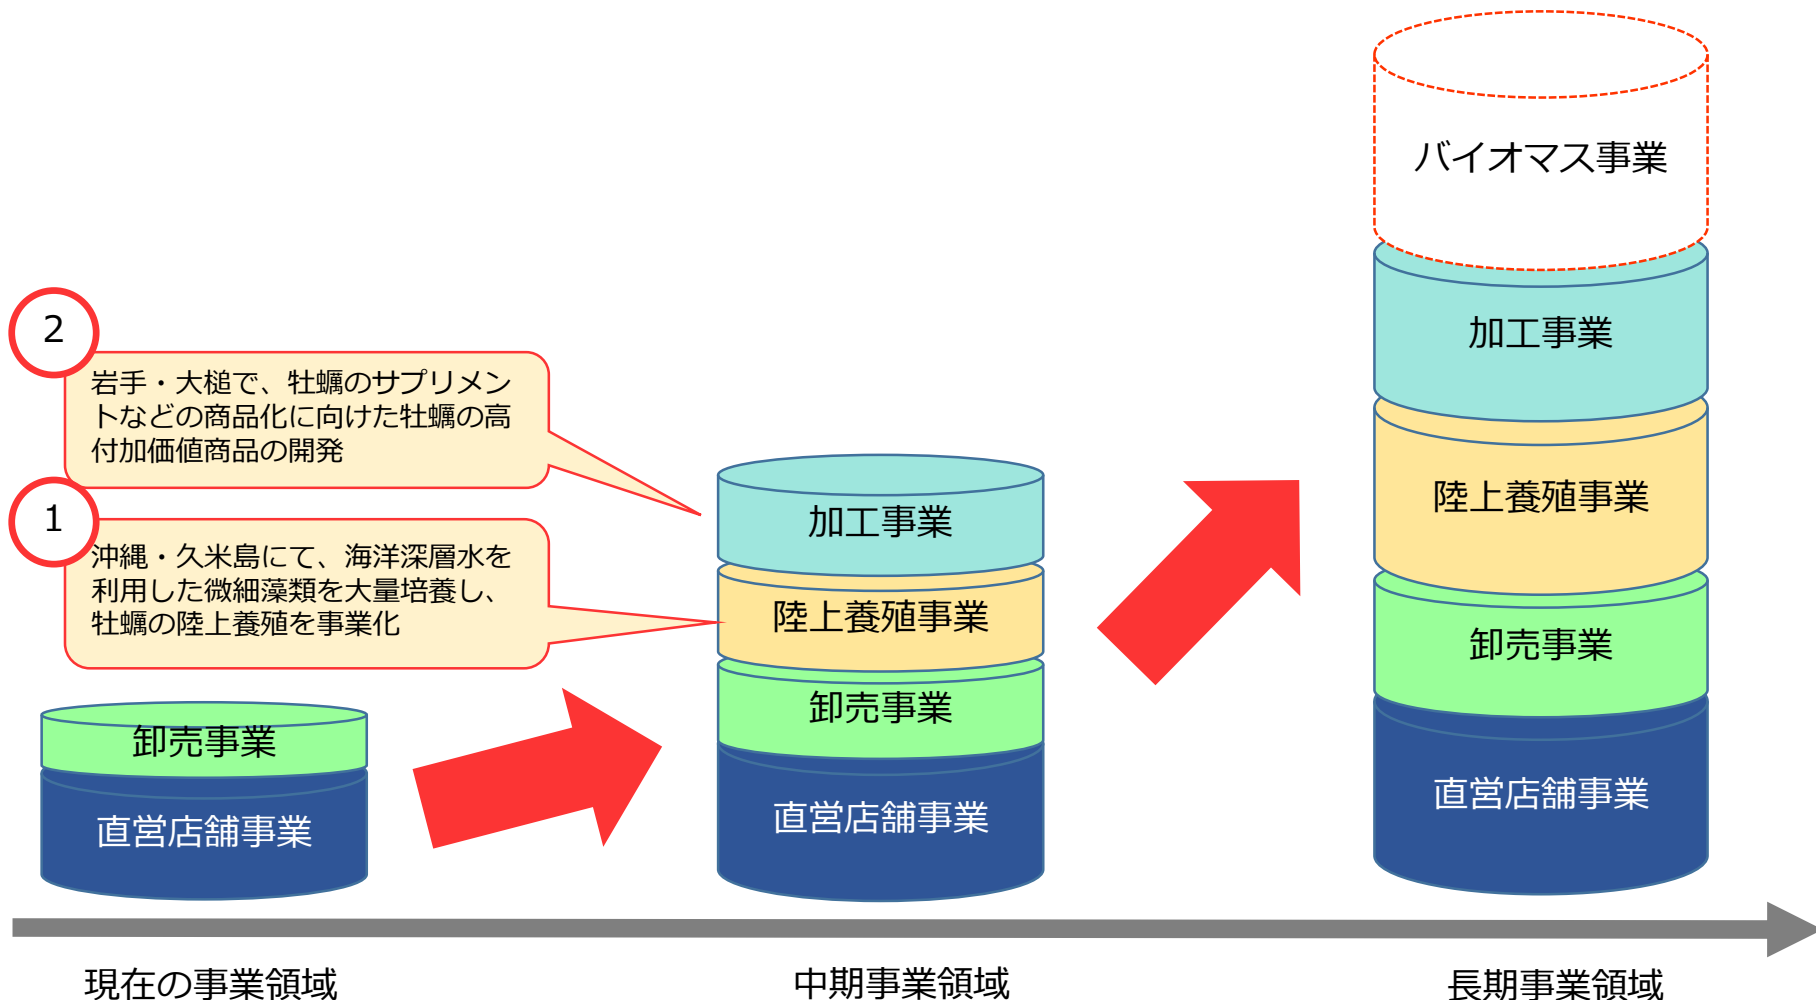 バイオマス事業
加工事業
陸上養殖事業
卸売事業
直営店舗事業
2
岩手・大槌で、牡蠣のサプリメン
トなどの商品化に向けた牡蠣の高
付加価値商品の開発
1
沖縄・久米島にて、海洋深層水を
利用した微細藻類を大量培養し、
牡蠣の陸上養殖を事業化
加工事業
陸上養殖事業
卸売事業
直営店舗事業
卸売事業
直営店舗事業
現在の事業領域
中期事業領域
長期事業領域